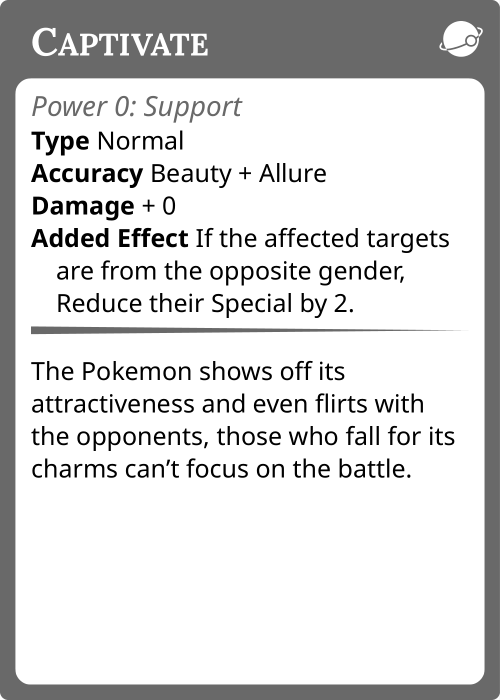 Captivate
Power 0: Support
Type Normal
Accuracy Beauty + Allure
Damage + 0
Added Effect If the affected targets
are from the opposite gender,
Reduce their Special by 2.
The Pokemon shows off its
attractiveness and even flirts with
the opponents, those who fall for its
charms can’t focus on the battle.